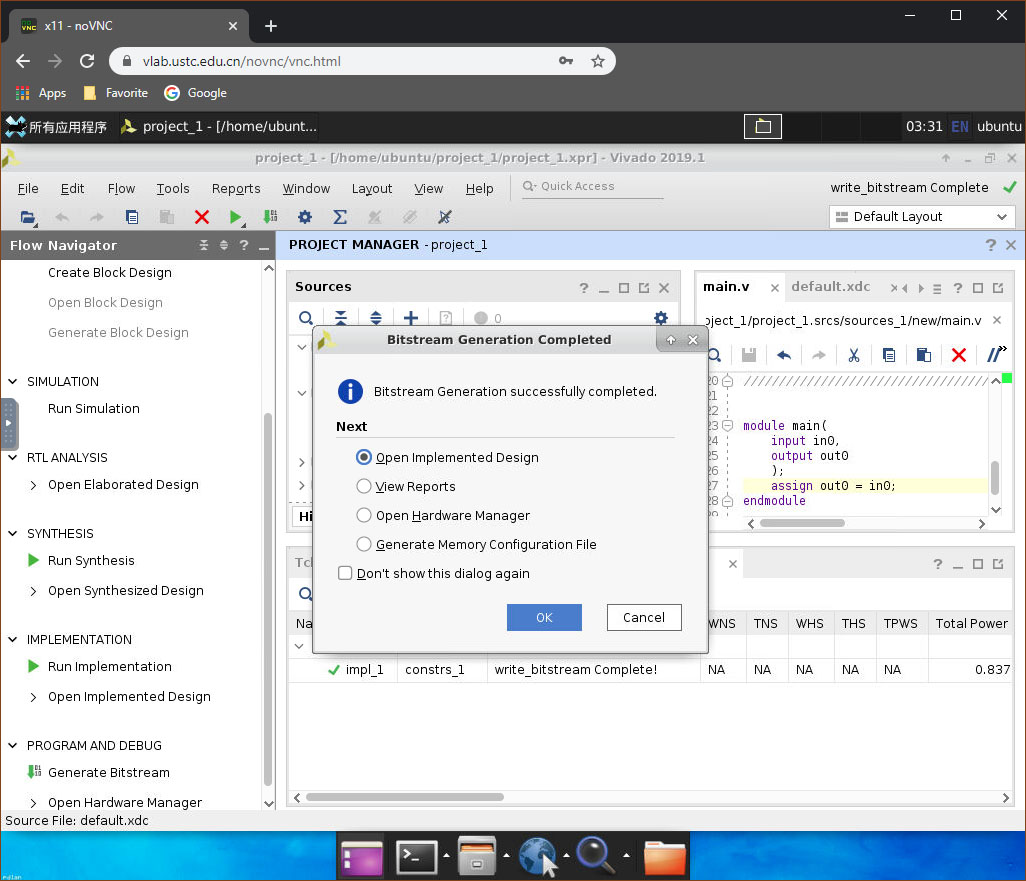 x11 - noVNC
vlab.ustc.edu.cn/novnc/vnc.html
Apps Favorite Google
所有应用程序 project_1 - [/home/ubunt... 03:31 EN ubuntu
project_1 - [/home/ubuntu/project_1/project_1.xpr] - Vivado 2019.1
File Edit Flow Tools Reports Window Layout View Help Quick Access write_bitstream Complete
Default Layout
Flow Navigator
PROJECT MANAGER - project_1
Create Block Design
Open Block Design
Generate Block Design
SIMULATION
Run Simulation
RTL ANALYSIS
Open Elaborated Design
SYNTHESIS
Run Synthesis
Open Synthesized Design
IMPLEMENTATION
Run Implementation
Open Implemented Design
PROGRAM AND DEBUG
Generate Bitstream
Open Hardware Manager
Source File: default.xdc
Sources
0
Hi
main.v default.xdc
oject_1/project_1.srcs/sources_1/new/main.v
20 //////////////////////////////////
21
22
23 module main(
24 input in0,
25 output out0
26 );
27 assign out0 = in0;
28 endmodule
29
Bitstream Generation Completed
Bitstream Generation successfully completed.
Next
Open Implemented Design
View Reports
Open Hardware Manager
Generate Memory Configuration File
Don't show this dialog again
OK Cancel
Tcl
Na WNS TNS WHS THS TPWS Total Power
impl_1 constrs_1 write_bitstream Complete! NA NA NA NA NA 0.837